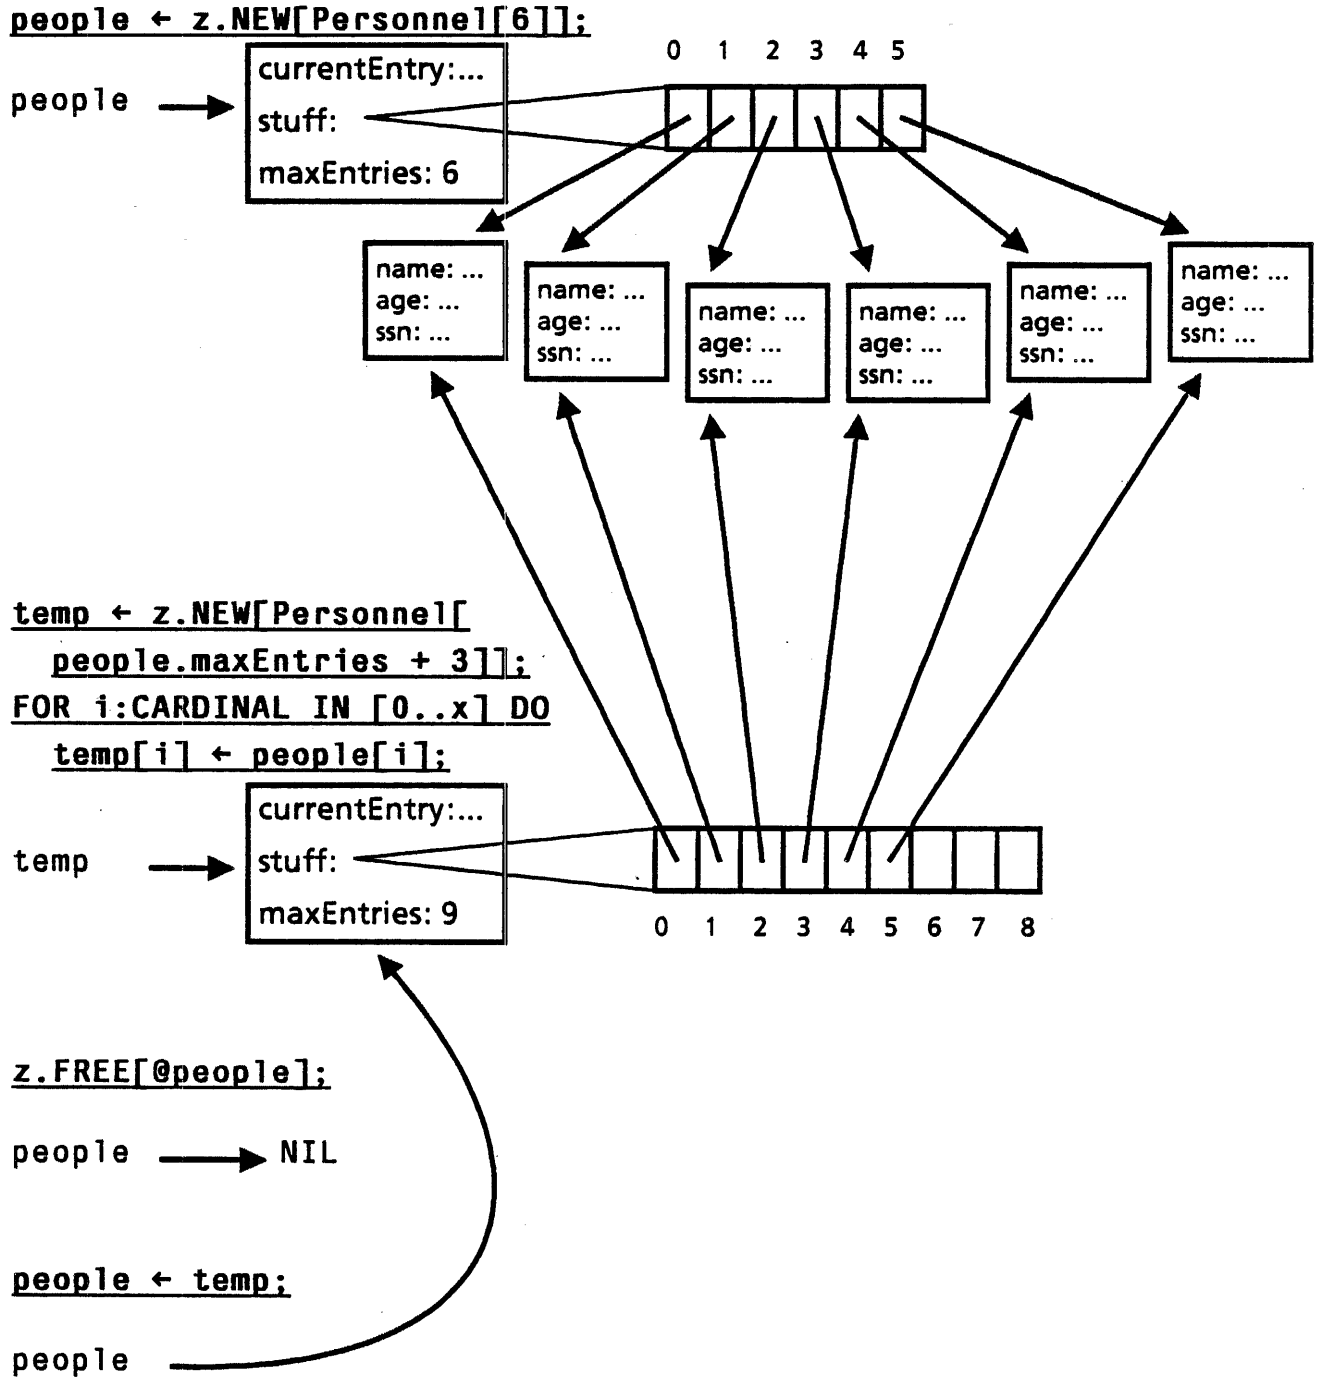 people ← z.NEW[Personnel[6]];
0 1 2 3 4 5
people
currentEntry:...
stuff:
maxEntries: 6
name: ...
age: ...
ssn: ...
name: ...
age: ...
ssn: ...
name: ...
age: ...
ssn: ...
name: ...
age: ...
ssn: ...
name: ...
age: ...
ssn: ...
name: ...
age: ...
ssn: ...
temp ← z.NEW[Personnel[
people.maxEntries + 3]];
FOR i:CARDINAL IN [0..x] DO
temp[i] ← people[i];
temp
currentEntry:...
stuff:
maxEntries: 9
0 1 2 3 4 5 6 7 8
z.FREE[@people];
people
NIL
people ← temp;
people